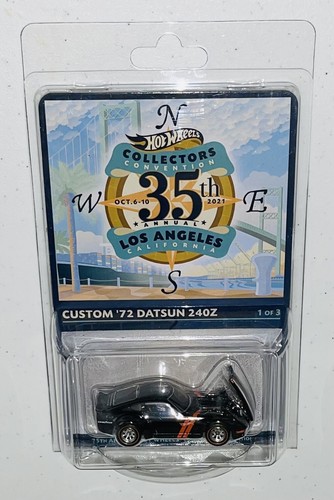 N
Hot Wheels
COLLECTORS
CONVENTION
35th
OCT. 6-10 2021
W E
ANNUAL
LOS ANGELES
CALIFORNIA
S
CUSTOM '72 DATSUN 240Z 1 OF 3